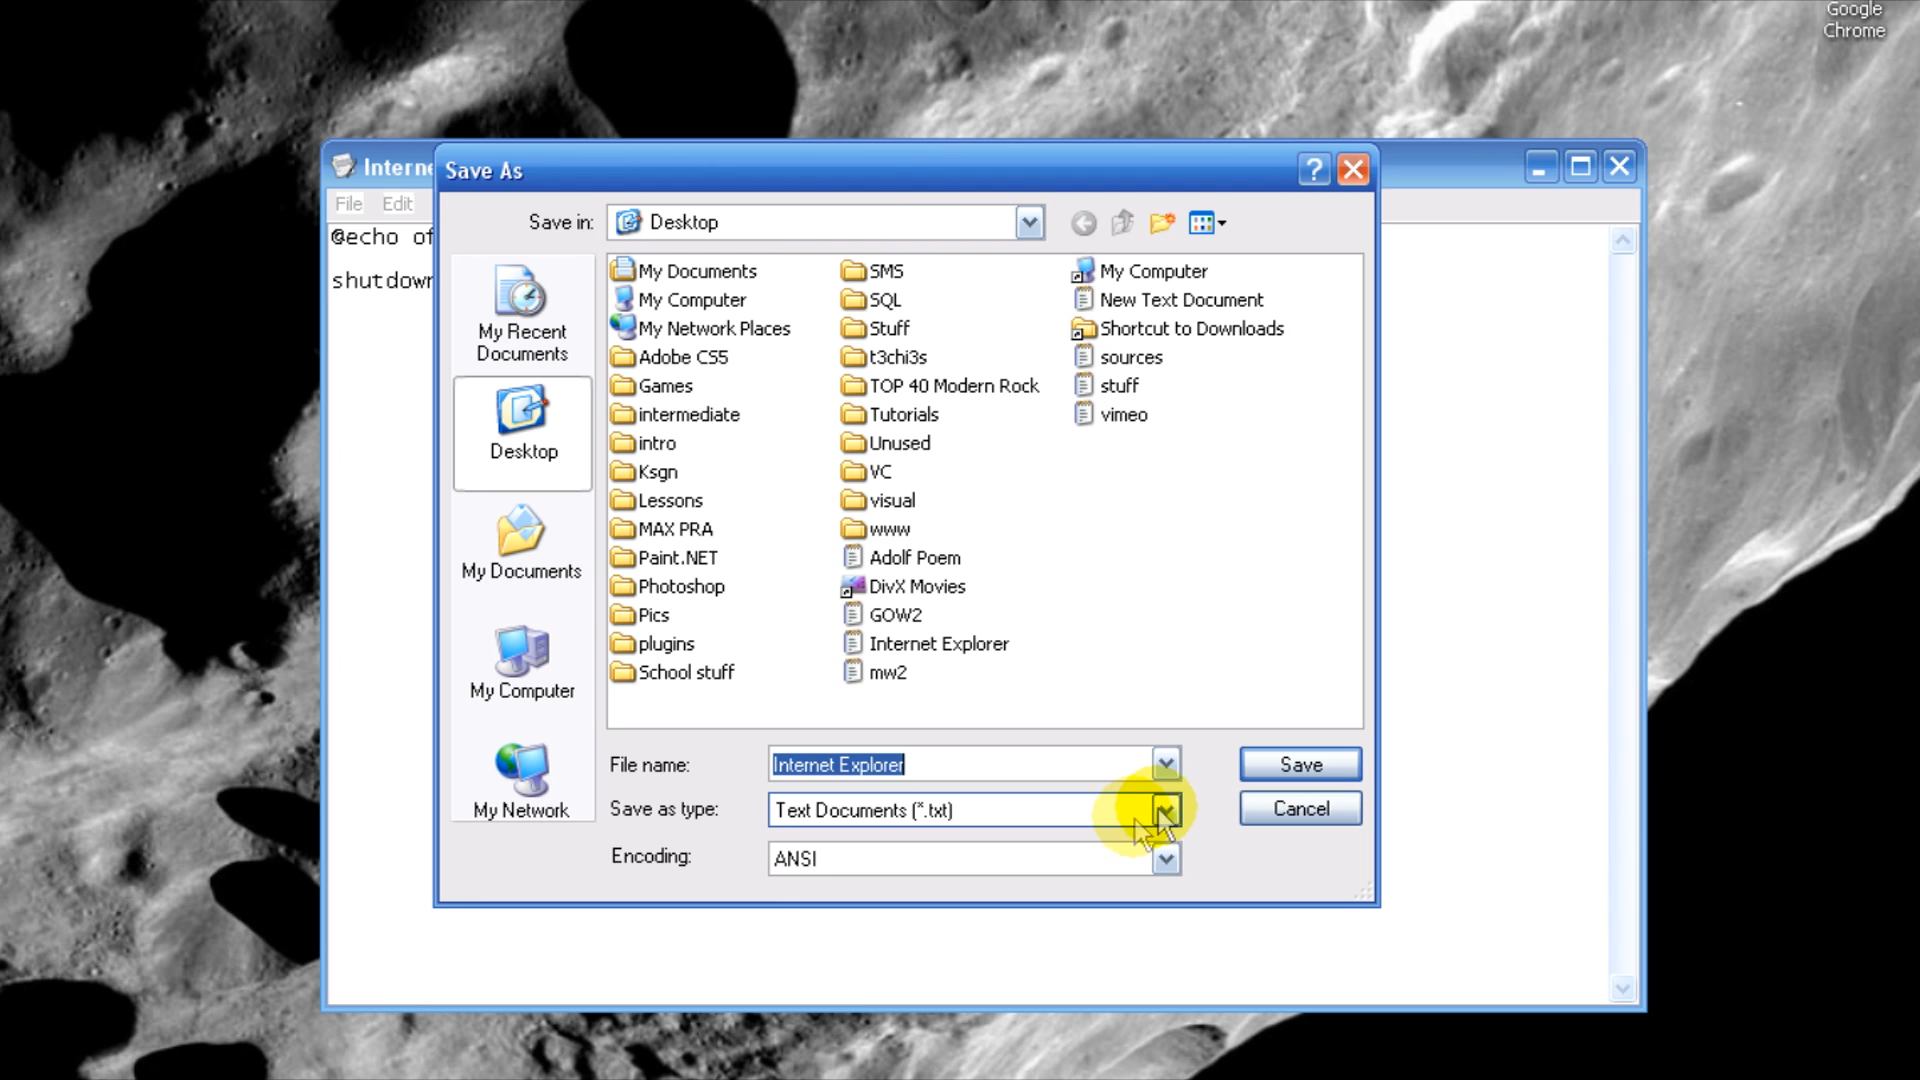 Google
Chrome
Interne
Save As
File Edit
Save in: Desktop
@echo of
shutdown
My Recent
Documents
Desktop
My Documents
My Computer
My Network
My Documents
My Computer
My Network Places
Adobe CS5
Games
intermediate
intro
Ksgn
Lessons
MAX PRA
Paint.NET
Photoshop
Pics
plugins
School stuff
SMS
SQL
Stuff
t3chi3s
TOP 40 Modern Rock
Tutorials
Unused
VC
visual
www
Adolf Poem
DivX Movies
GOW2
Internet Explorer
mw2
My Computer
New Text Document
Shortcut to Downloads
sources
stuff
vimeo
File name: Internet Explorer Save
Save as type: Text Documents (*.txt) Cancel
Encoding: ANSI